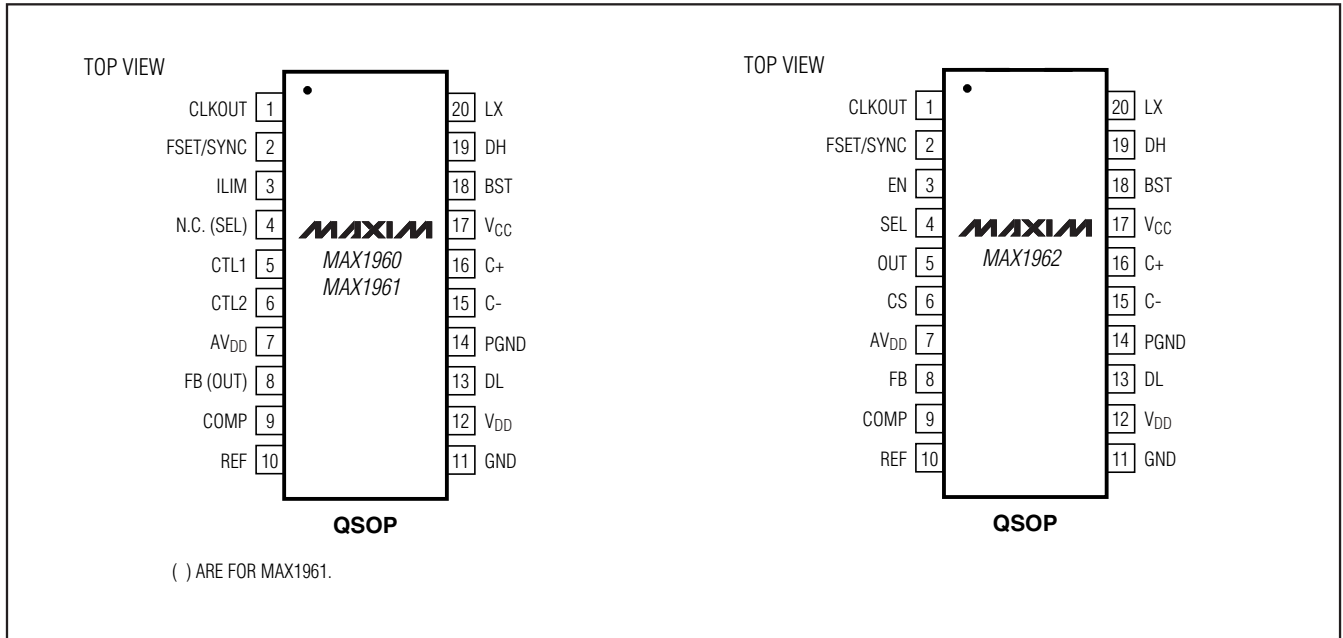 TOP VIEW
CLKOUT 1
FSET/SYNC 2
ILIM 3
N.C. (SEL) 4
CTL1 5
CTL2 6
AVDD 7
FB (OUT) 8
COMP 9
REF 10
MAXIM
MAX1960
MAX1961
20 LX
19 DH
18 BST
17 VCC
16 C+
15 C-
14 PGND
13 DL
12 VDD
11 GND
QSOP
( ) ARE FOR MAX1961.
TOP VIEW
CLKOUT 1
FSET/SYNC 2
EN 3
SEL 4
OUT 5
CS 6
AVDD 7
FB 8
COMP 9
REF 10
MAXIM
MAX1962
20 LX
19 DH
18 BST
17 VCC
16 C+
15 C-
14 PGND
13 DL
12 VDD
11 GND
QSOP